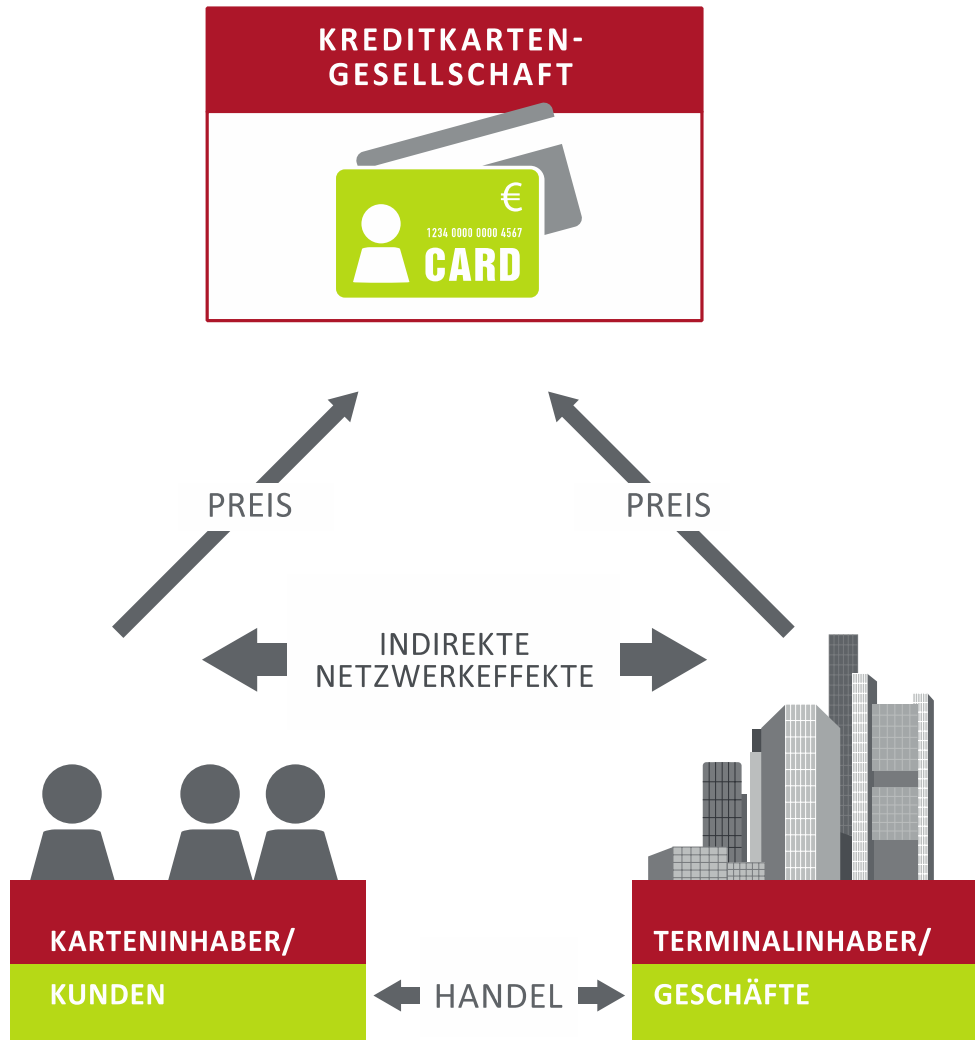 KREDITKARTEN-
GESELLSCHAFT
€
1234 0000 0000 4567
CARD
PREIS
PREIS
INDIREKTE
NETZWERKEFFEKTE
KARTENINHABER/
KUNDEN
HANDEL
TERMINALINHABER/
GESCHÄFTE